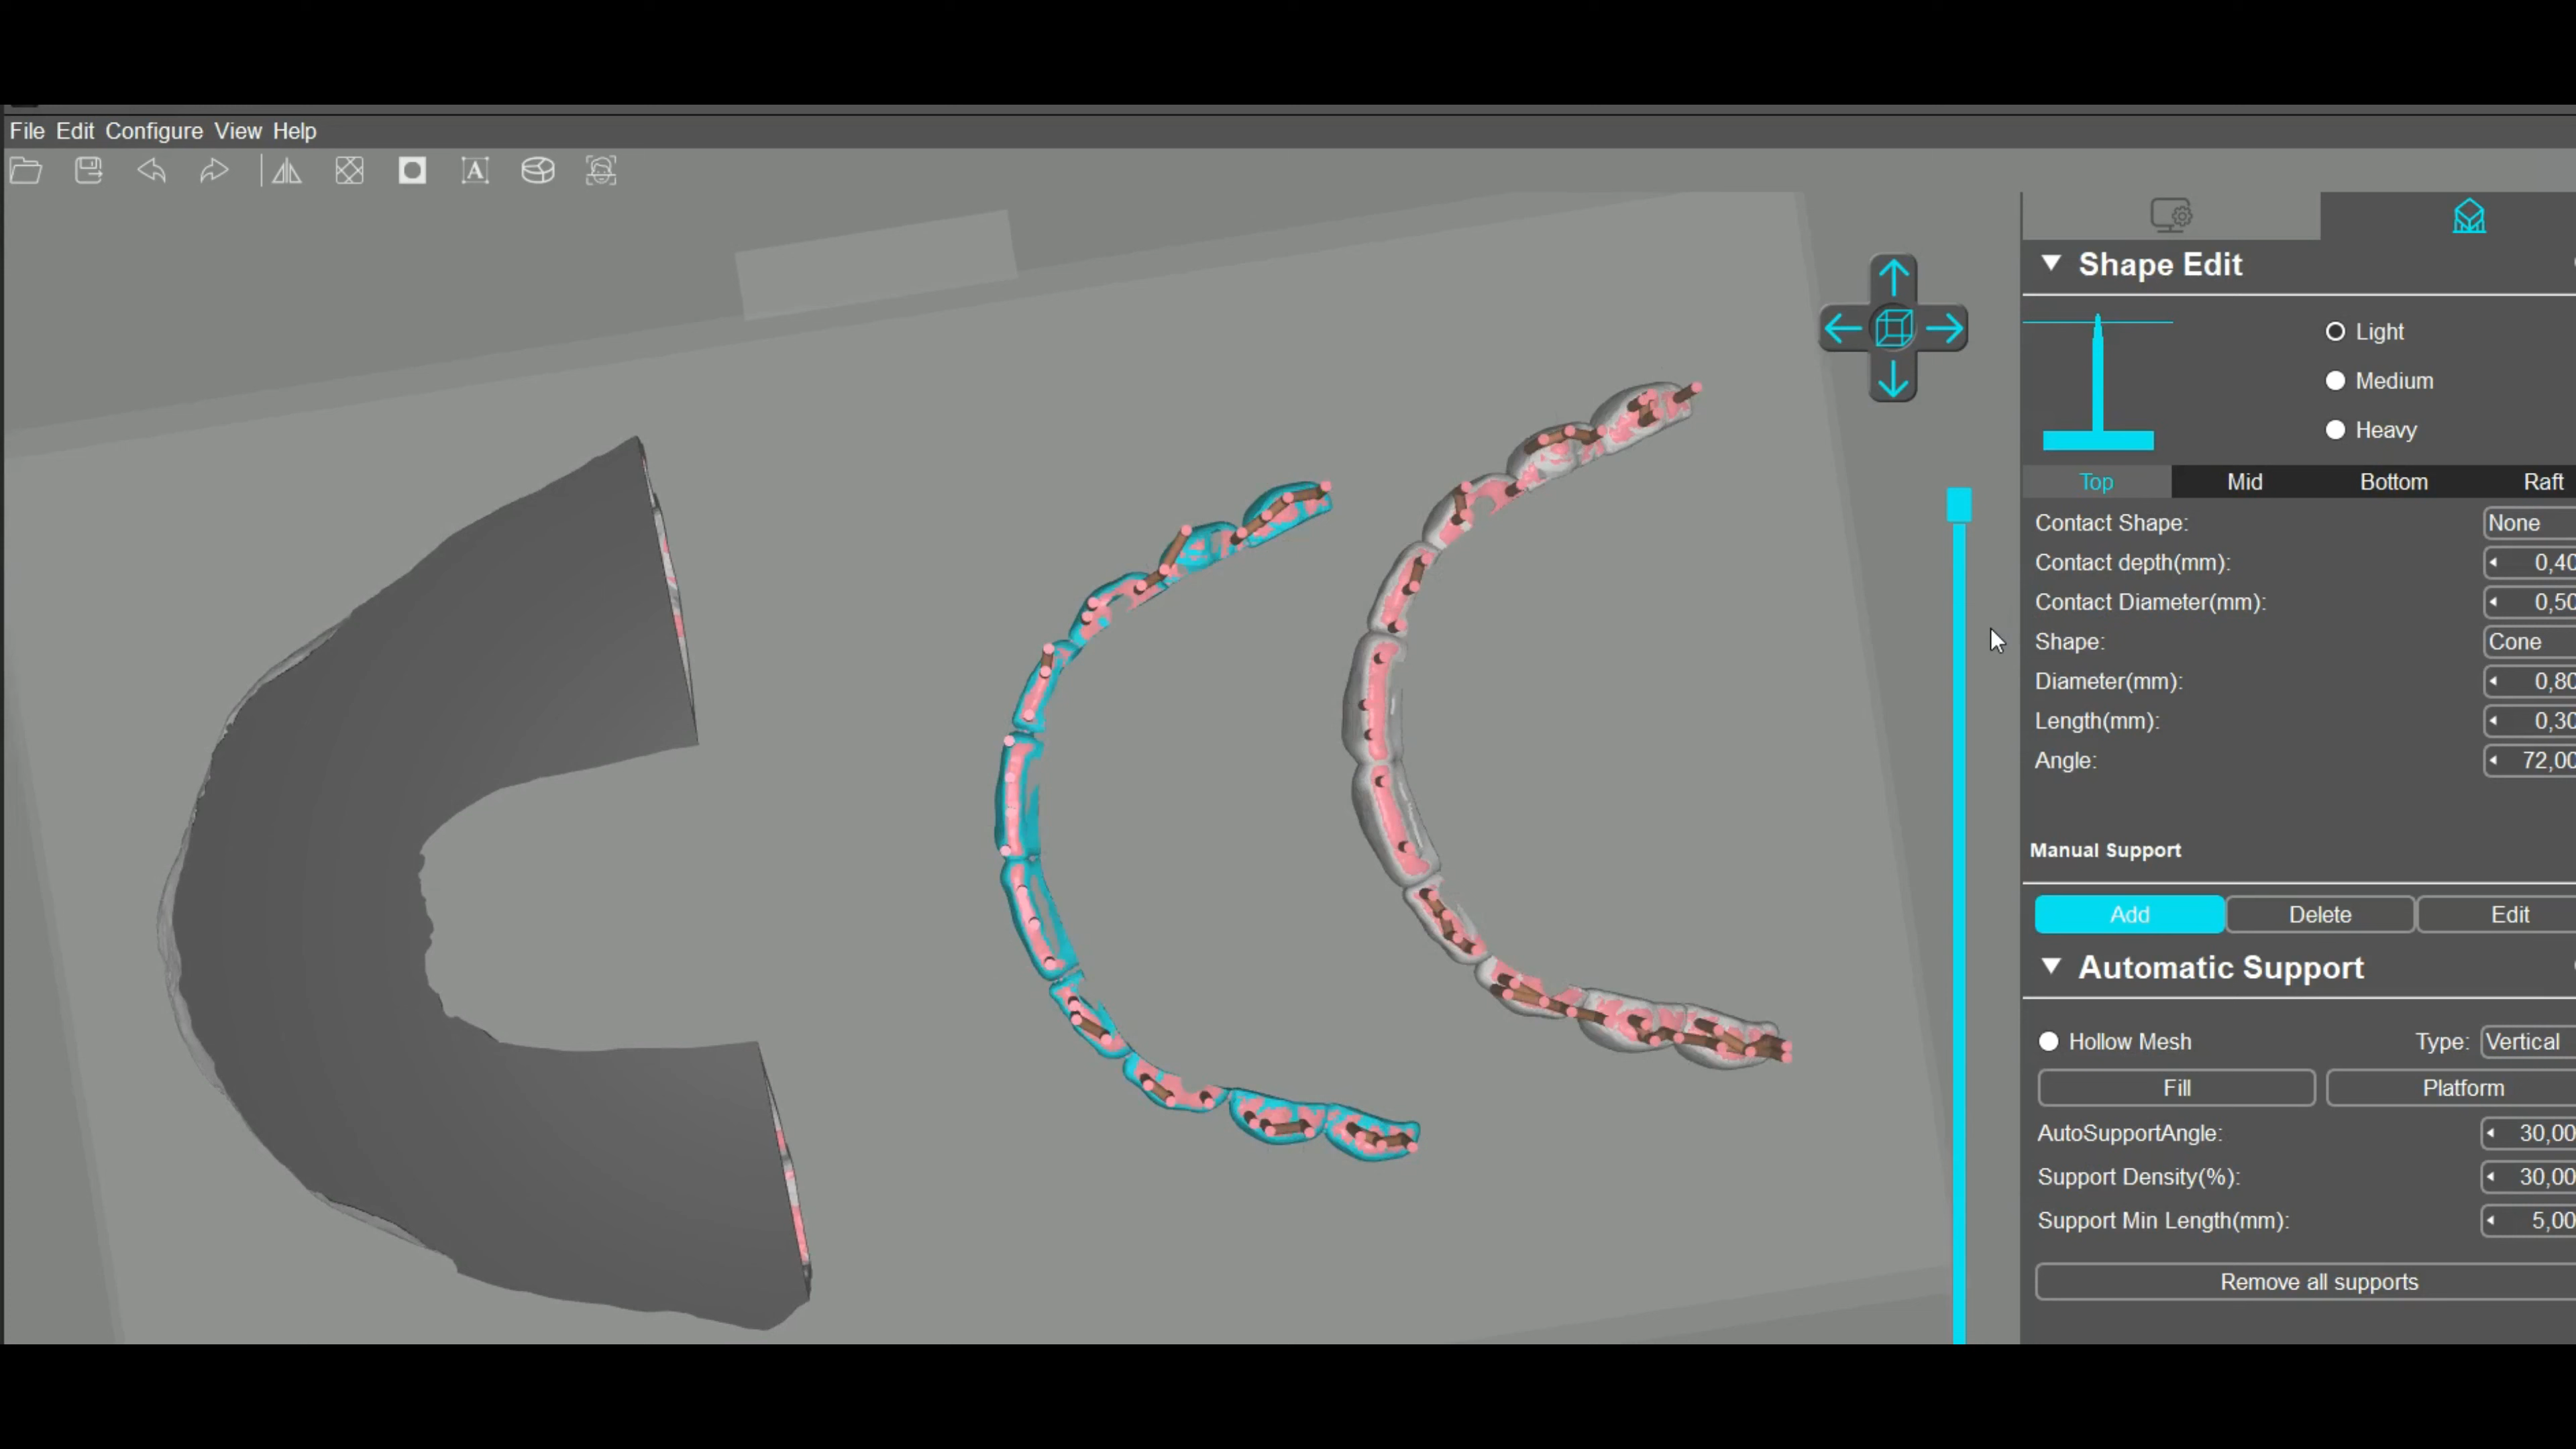 File Edit Configure View Help
A
Shape Edit
Light
Medium
Heavy
Top Mid Bottom Raft
Contact Shape: None
Contact depth(mm): 0,40
Contact Diameter(mm): 0,50
Shape: Cone
Diameter(mm): 0,80
Length(mm): 0,30
Angle: 72,00
Manual Support
Add Delete Edit
Automatic Support
Hollow Mesh Type: Vertical
Fill Platform
AutoSupportAngle: 30,00
Support Density(%): 30,00
Support Min Length(mm): 5,00
Remove all supports